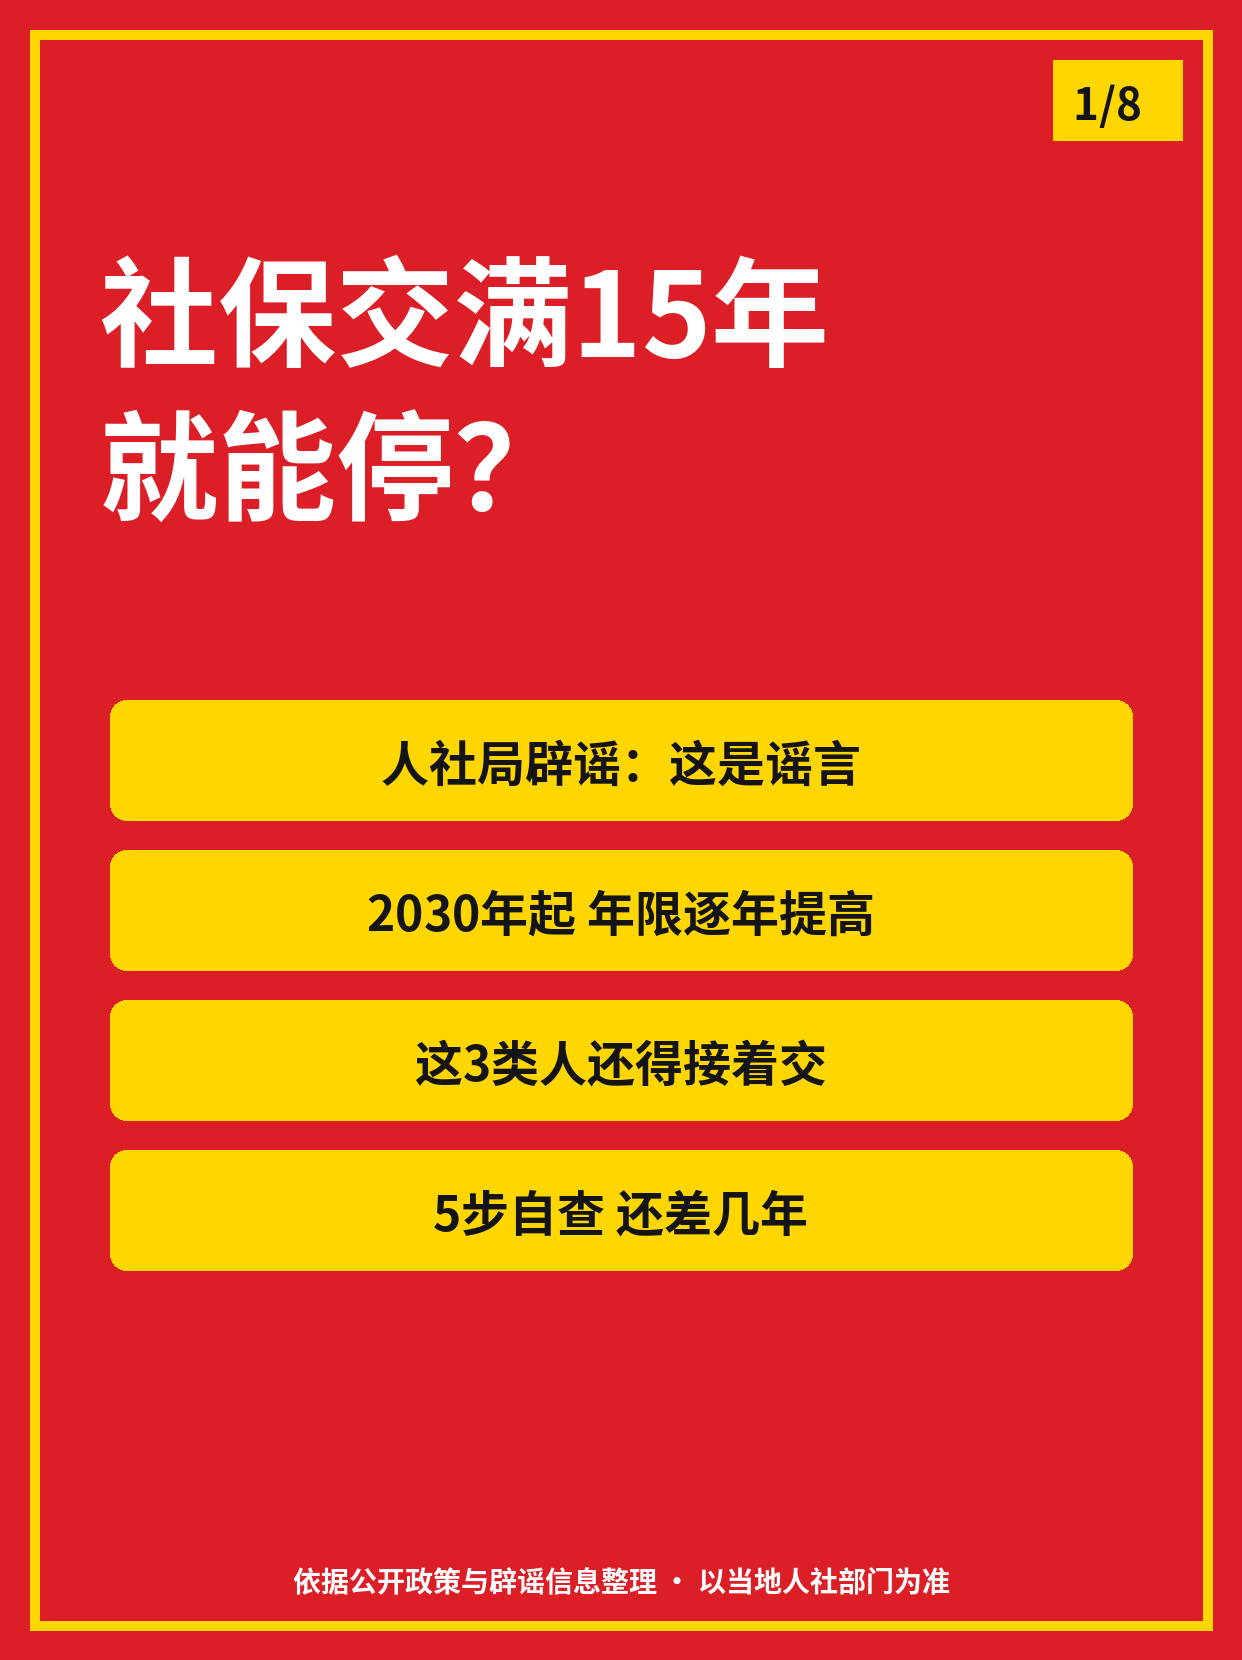 1/8
社保交满15年
就能停？
人社局辟谣：这是谣言
2030年起 年限逐年提高
这3类人还得接着交
5步自查 还差几年
依据公开政策与辟谣信息整理 · 以当地人社部门为准